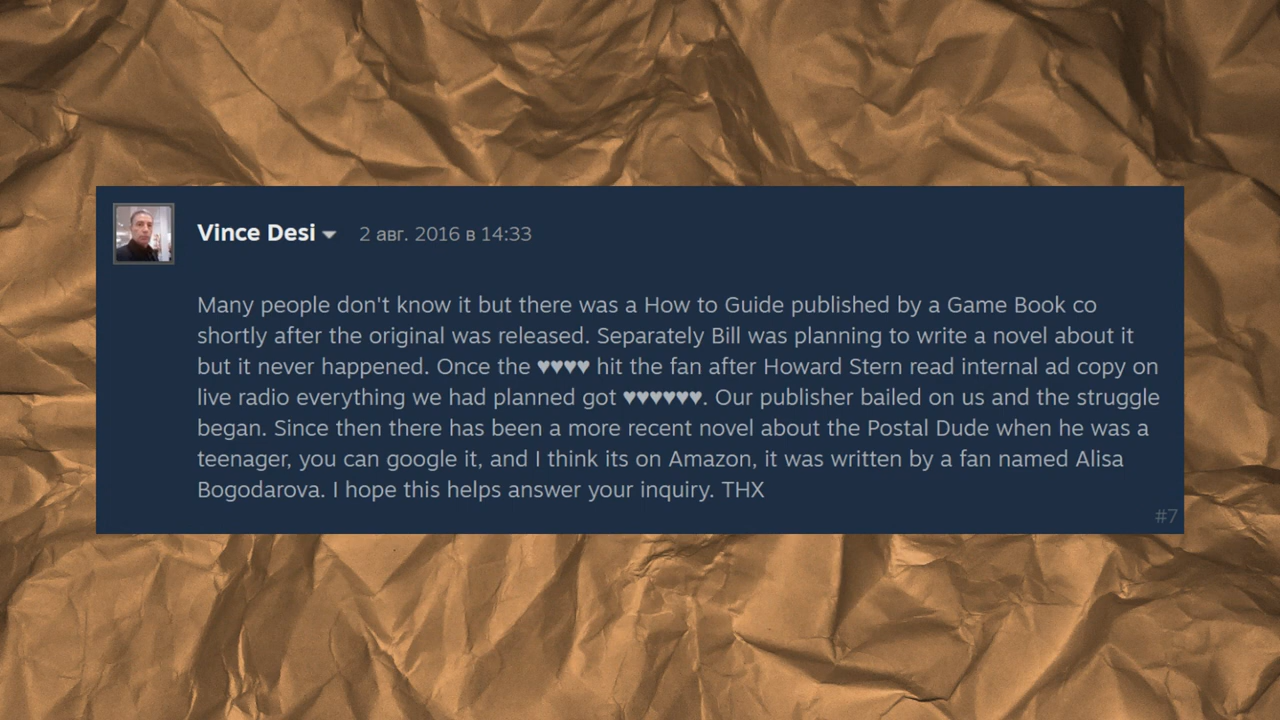 Vince Desi 2 авг. 2016 в 14:33
Many people don't know it but there was a How to Guide published by a Game Book co
shortly after the original was released. Separately Bill was planning to write a novel about it
but it never happened. Once the ♥♥♥♥ hit the fan after Howard Stern read internal ad copy on
live radio everything we had planned got ♥♥♥♥♥♥. Our publisher bailed on us and the struggle
began. Since then there has been a more recent novel about the Postal Dude when he was a
teenager, you can google it, and I think its on Amazon, it was written by a fan named Alisa
Bogodarova. I hope this helps answer your inquiry. THX
#7